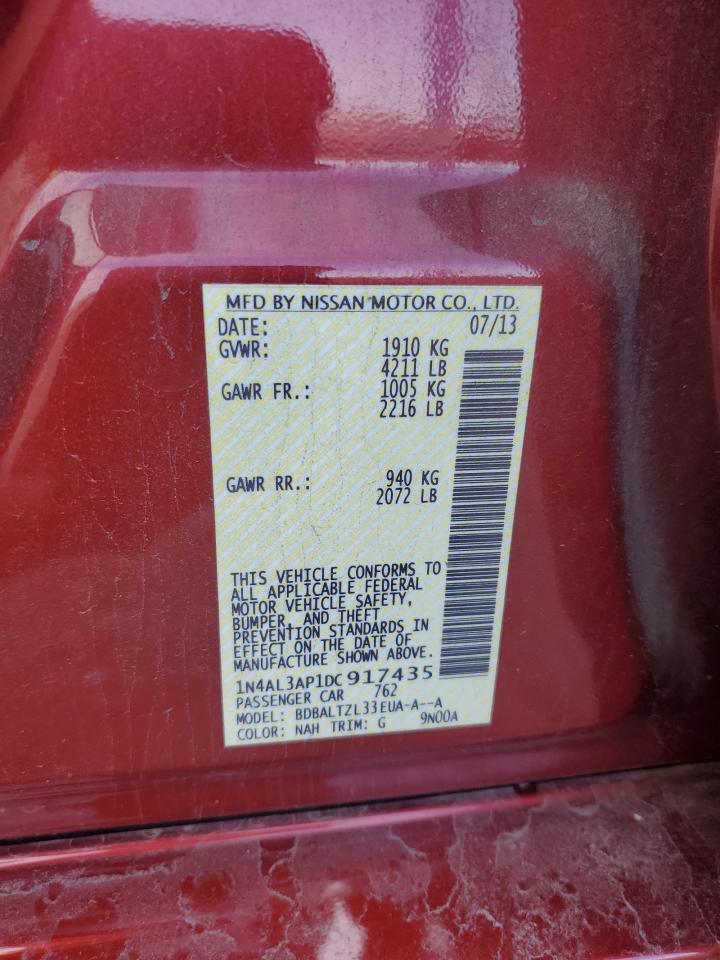 MFD BY NISSAN MOTOR CO., LTD.
DATE: 07/13
GVWR: 1910 KG
4211 LB
GAWR FR.: 1005 KG
2216 LB
GAWR RR.: 940 KG
2072 LB
THIS VEHICLE CONFORMS TO
ALL APPLICABLE FEDERAL
MOTOR VEHICLE SAFETY,
BUMPER, AND THEFT
PREVENTION STANDARDS IN
EFFECT ON THE DATE OF
MANUFACTURE SHOWN ABOVE.
1N4AL3AP1DC917435
PASSENGER CAR 762
MODEL: BDBALTZL33EUA-A--A
COLOR: NAH TRIM: G 9N00A